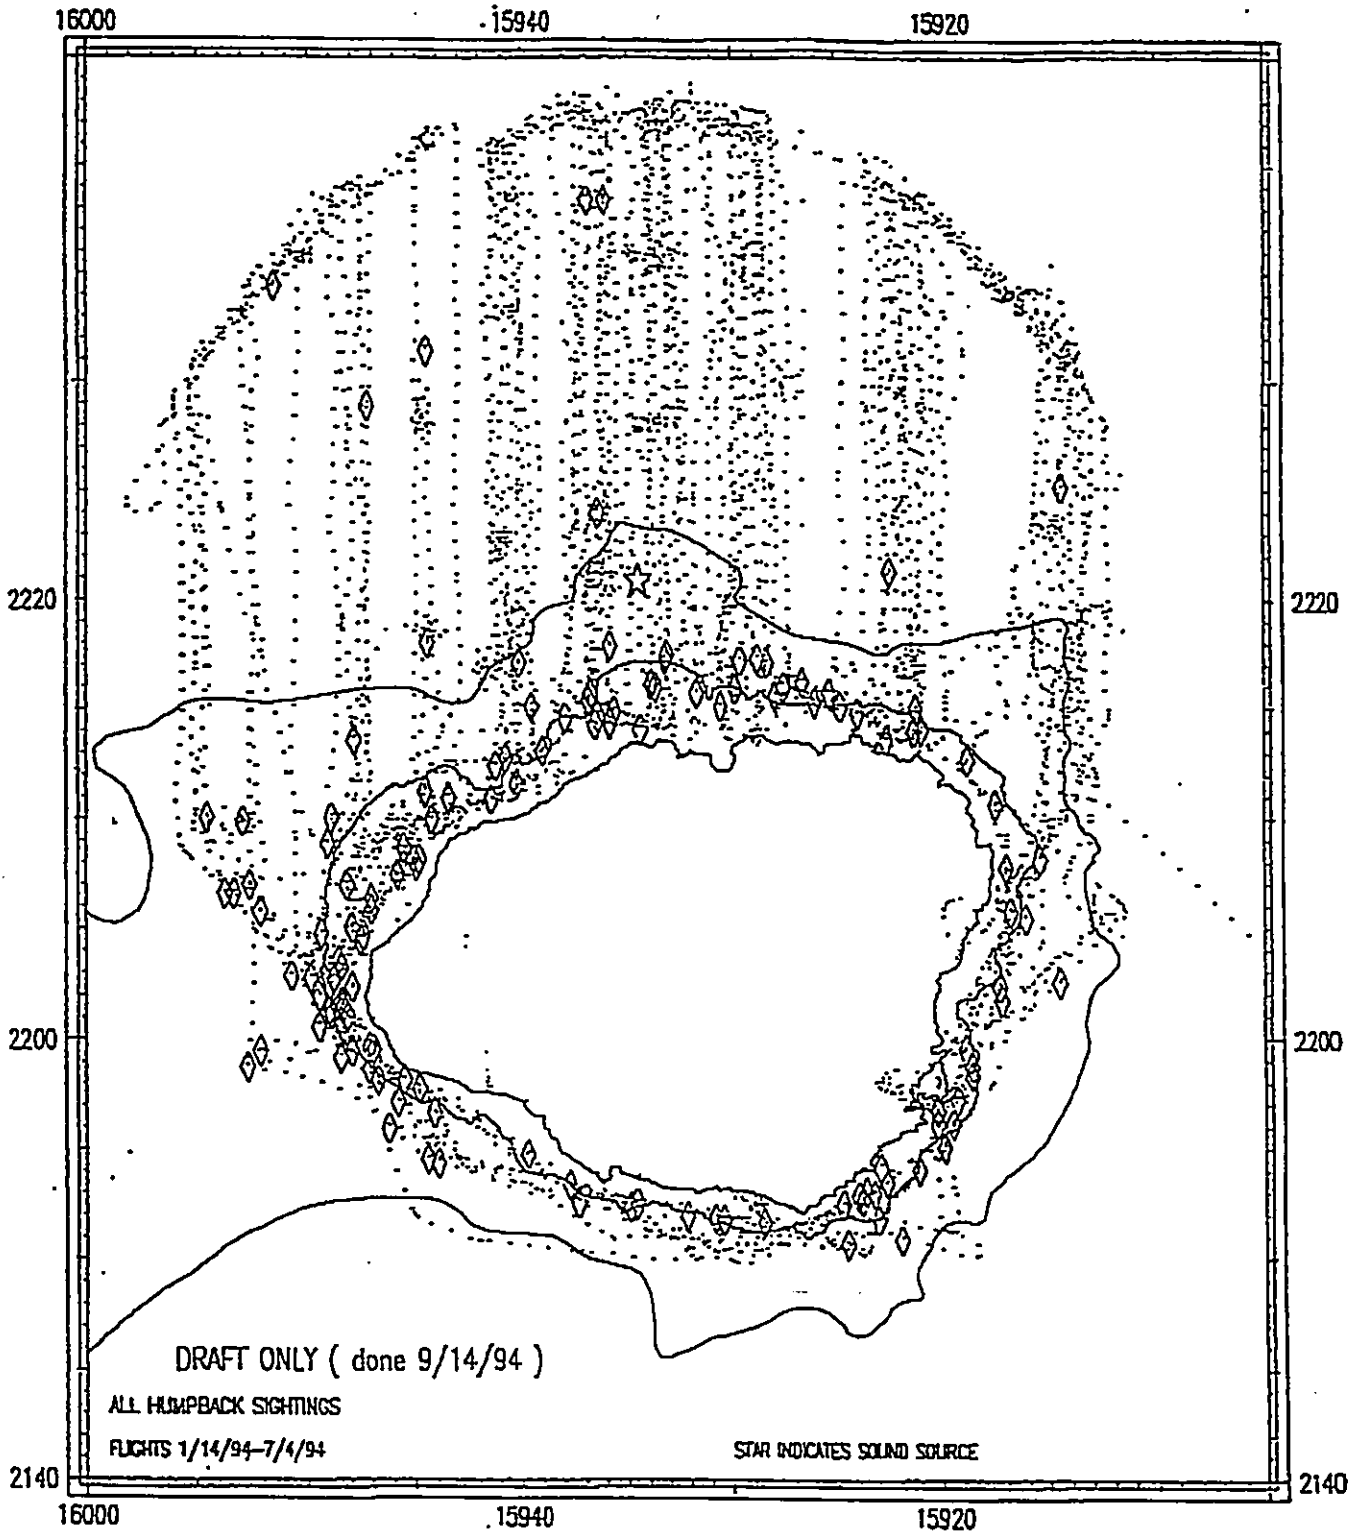 16000 15940 15920
2220 2220
2200 2200
DRAFT ONLY ( done 9/14/94 )
ALL HUMPBACK SIGHTINGS
FLIGHTS 1/14/94-7/4/94 STAR INDICATES SOUND SOURCE
2140 2140
16000 15940 15920